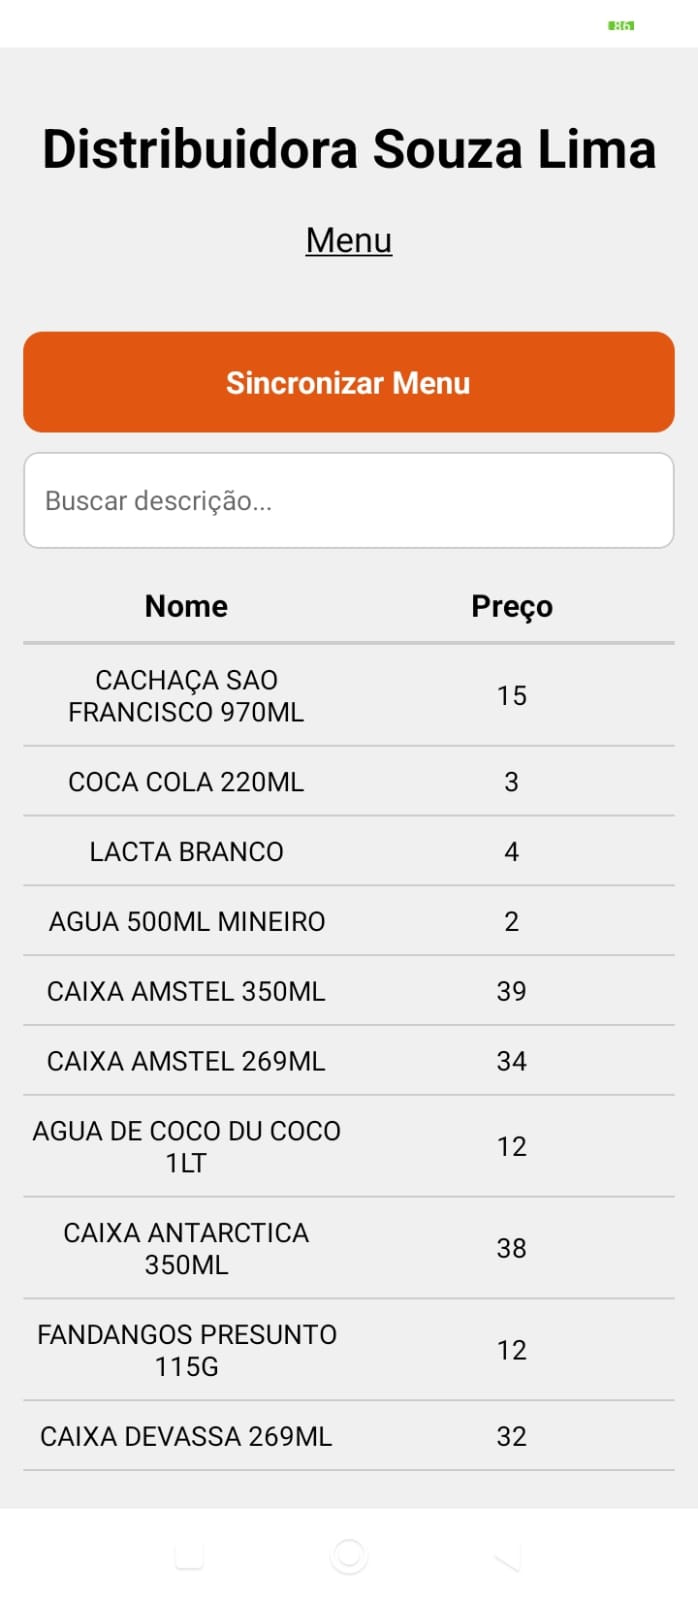 86
Distribuidora Souza Lima
Menu
Sincronizar Menu
Buscar descrição...
Nome Preço
CACHAÇA SAO
FRANCISCO 970ML
15
COCA COLA 220ML 3
LACTA BRANCO 4
AGUA 500ML MINEIRO 2
CAIXA AMSTEL 350ML 39
CAIXA AMSTEL 269ML 34
AGUA DE COCO DU COCO
1LT
12
CAIXA ANTARCTICA
350ML
38
FANDANGOS PRESUNTO
115G
12
CAIXA DEVASSA 269ML 32